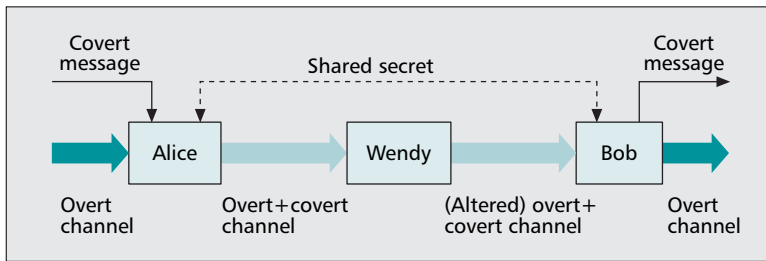 Covert
message
Shared secret
Covert
message
Alice
Wendy
Bob
Overt
channel
Overt+covert
channel
(Altered) overt+
covert channel
Overt
channel